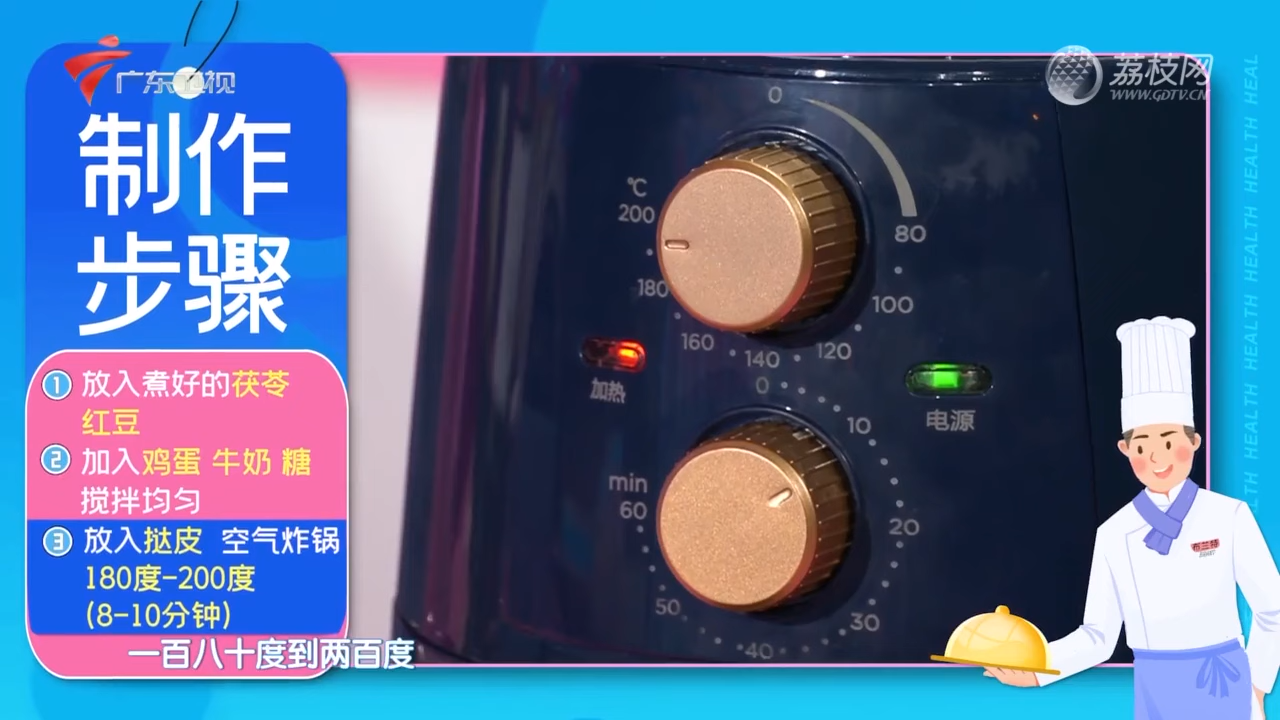 广东卫视
荔枝网
WWW.GDTV.CN
制作
步骤
① 放入煮好的茯苓
红豆
② 加入鸡蛋 牛奶 糖
搅拌均匀
③ 放入挞皮 空气炸锅
180度-200度
(8-10分钟)
一百八十度到两百度
0
℃
200
80
180
100
160
140
120
加热
电源
0
10
min
60
20
50
30
40
布兰特
HEALTH HEALTH HEALTH HEAL